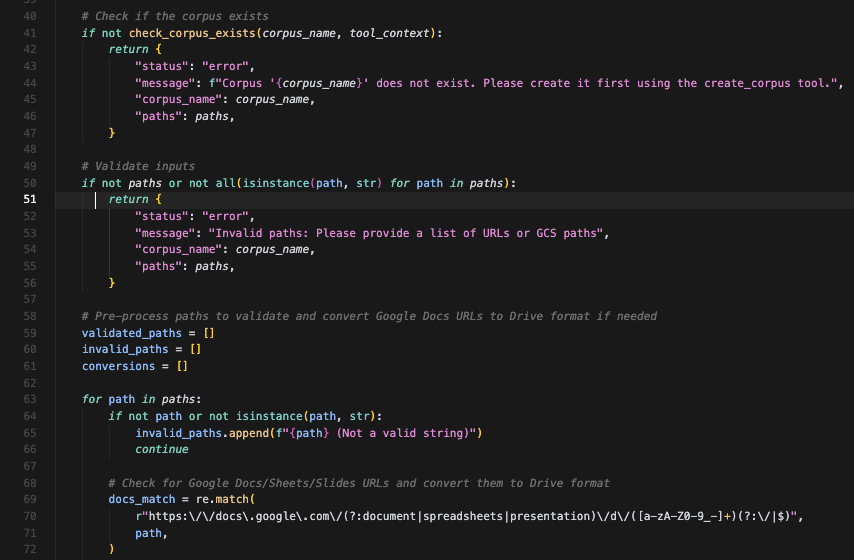 40 # Check if the corpus exists
41 if not check_corpus_exists(corpus_name, tool_context):
42 return {
43 "status": "error",
44 "message": f"Corpus '{corpus_name}' does not exist. Please create it first using the create_corpus tool.",
45 "corpus_name": corpus_name,
46 "paths": paths,
47 }
48
49 # Validate inputs
50 if not paths or not all(isinstance(path, str) for path in paths):
51 return {
52 "status": "error",
53 "message": "Invalid paths: Please provide a list of URLs or GCS paths",
54 "corpus_name": corpus_name,
55 "paths": paths,
56 }
57
58 # Pre-process paths to validate and convert Google Docs URLs to Drive format if needed
59 validated_paths = []
60 invalid_paths = []
61 conversions = []
62
63 for path in paths:
64 if not path or not isinstance(path, str):
65 invalid_paths.append(f"{path} (Not a valid string)")
66 continue
67
68 # Check for Google Docs/Sheets/Slides URLs and convert them to Drive format
69 docs_match = re.match(
70 r"https:\/\/docs\.google\.com\/(?:document|spreadsheets|presentation)\/d\/([a-zA-Z0-9_-]+)(?:\/|$)",
71 path,
72 )